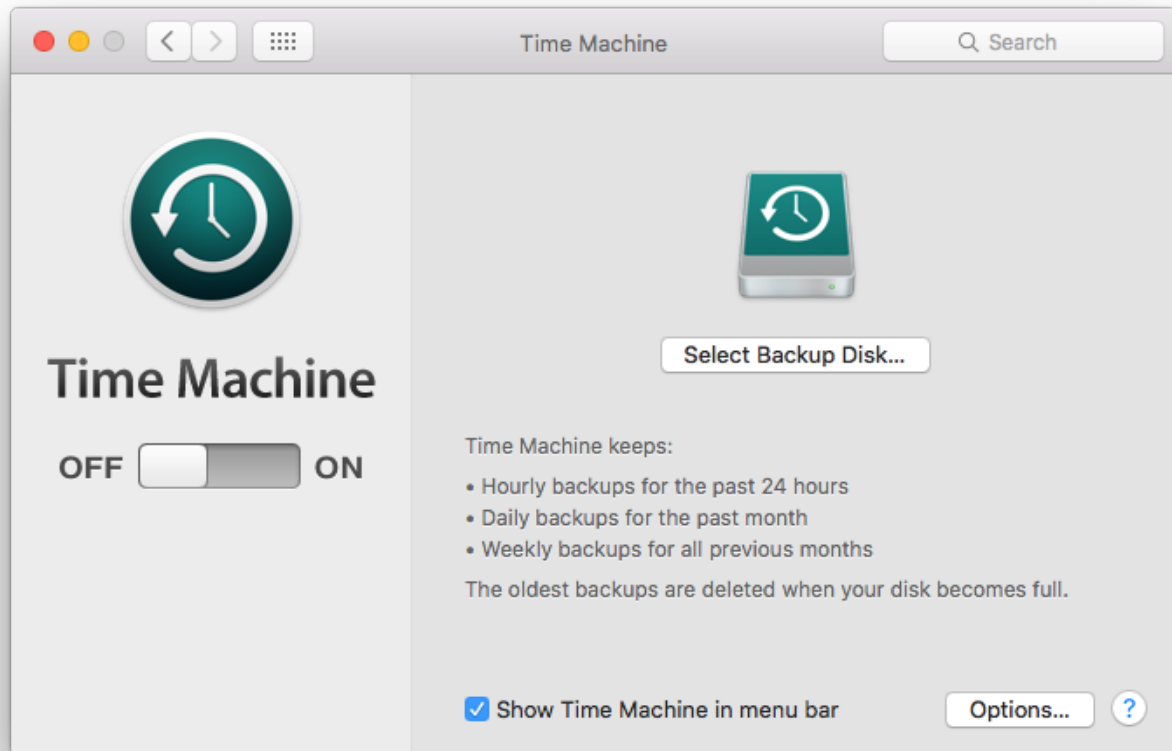 Time Machine
Search
Time Machine
OFF ON
Select Backup Disk...
Time Machine keeps:
• Hourly backups for the past 24 hours
• Daily backups for the past month
• Weekly backups for all previous months
The oldest backups are deleted when your disk becomes full.
Show Time Machine in menu bar
Options...
?